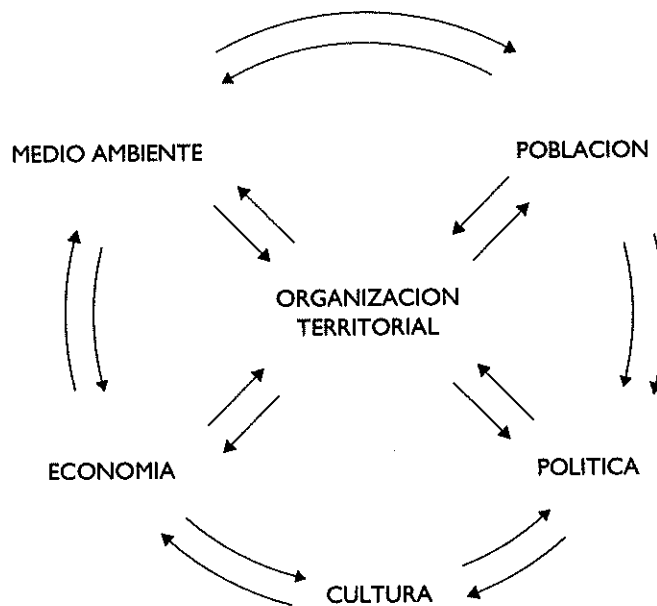 MEDIO AMBIENTE
POBLACION
ORGANIZACION
TERRITORIAL
ECONOMIA
POLITICA
CULTURA